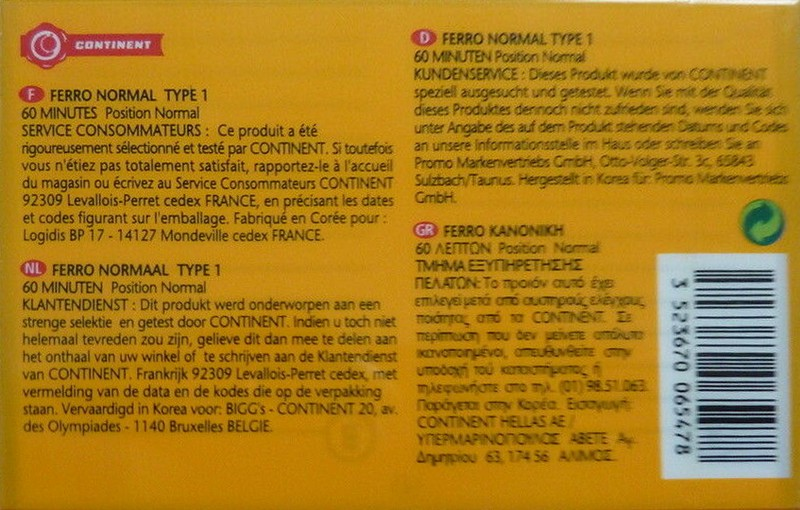 CONTINENT
F FERRO NORMAL TYPE 1
60 MINUTES Position Normal
SERVICE CONSOMMATEURS : Ce produit a été
rigoureusement sélectionné et testé par CONTINENT. Si toutefois
vous n'étiez pas totalement satisfait, rapportez-le à l'accueil
du magasin ou écrivez au Service Consommateurs CONTINENT
92309 Levallois-Perret cedex FRANCE, en précisant les dates
et codes figurant sur l'emballage. Fabriqué en Corée pour :
Logidis BP 17 - 14127 Mondeville cedex FRANCE.
NL FERRO NORMAAL TYPE 1
60 MINUTEN Position Normal
KLANTENDIENST : Dit produkt werd onderworpen aan een
strenge selektie en getest door CONTINENT. Indien u toch niet
helemaal tevreden zou zijn, gelieve dit dan mee te delen aan
het onthaal van uw winkel of te schrijven aan de Klantendienst
van CONTINENT. Frankrijk 92309 Levallois-Perret cedex, met
vermelding van de data en de kodes die op de verpakking
staan. Vervaardigd in Korea voor: BIGG's - CONTINENT 20, av.
des Olympiades - 1140 Bruxelles BELGIE.
D FERRO NORMAL TYPE 1
60 MINUTEN Position Normal
KUNDENSERVICE : Dieses Produkt wurde von CONTINENT
speziell ausgesucht und getestet. Wenn Sie mit der Qualität
dieses Produktes dennoch nicht zufrieden sind, wenden Sie sich
unter Angabe des auf dem Produkt stehenden Datums und Codes
an unsere Informationsstelle im Haus oder schreiben Sie an
Promo Markenvertriebs GmbH, Otto-Volger-Str. 3c, 65843
Sulzbach/Taunus. Hergestellt in Korea für: Promo Markenvertriebs
GmbH.
GR FERRO ΚΑΝΟΝΙΚΗ
60 ΛΕΠΤΩΝ Position Normal
ΤΜΗΜΑ ΕΞΥΠΗΡΕΤΗΣΗΣ
ΠΕΛΑΤΩΝ: Το προιόν αυτό έχει
επιλεγεί μετά από αυστηρούς ελέγχους
ποιότητας από τα CONTINENT. Σε
περίπτωση που δεν μείνετε απόλυτα
ικανοποιημένοι, απευθυνθείτε στην
υποδοχή τού καταστήματος ή
τηλεφωνήστε στο τηλ. (01) 98.51.063.
Παράγεται στην Κορέα. Εισαγωγή:
CONTINENT HELLAS AE /
ΥΠΕΡΜΑΡΙΝΟΠΟΥΛΟΣ ΑΒΕΤΕ Αγ.
Δημητρίου 63, 174 56 ΑΛΙΜΟΣ.
3 523670 065478